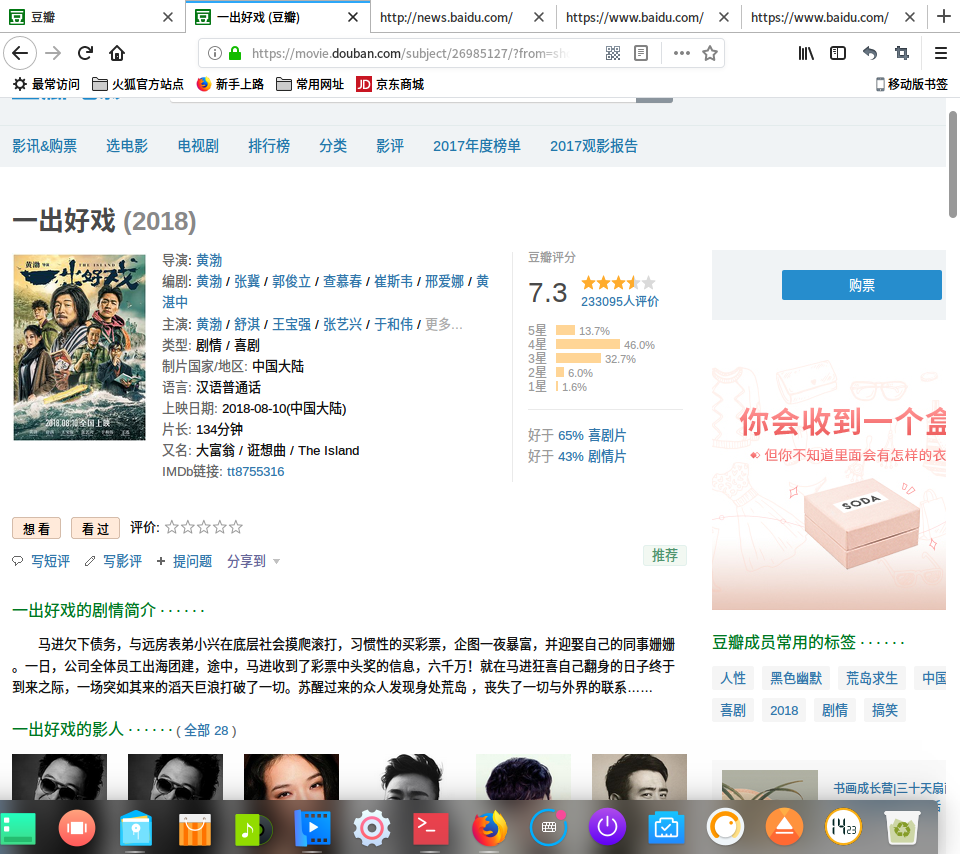 豆瓣
一出好戏 (豆瓣)
http://news.baidu.com/
https://www.baidu.com/
https://www.baidu.com/
https://movie.douban.com/subject/26985127/?from=sh
最常访问
火狐官方站点
新手上路
常用网址
JD 京东商城
移动版书签
影讯&购票
选电影
电视剧
排行榜
分类
影评
2017年度榜单
2017观影报告
一出好戏 (2018)
一出好戏
THE ISLAND
2018.08.10 全国上映
导演: 黄渤
编剧: 黄渤 / 张冀 / 郭俊立 / 查慕春 / 崔斯韦 / 邢爱娜 / 黄
湛中
主演: 黄渤 / 舒淇 / 王宝强 / 张艺兴 / 于和伟 / 更多...
类型: 剧情 / 喜剧
制片国家/地区: 中国大陆
语言: 汉语普通话
上映日期: 2018-08-10(中国大陆)
片长: 134分钟
又名: 大富翁 / 逛想曲 / The Island
IMDb链接: tt8755316
豆瓣评分
7.3
233095人评价
5星 13.7%
4星 46.0%
3星 32.7%
2星 6.0%
1星 1.6%
好于 65% 喜剧片
好于 43% 剧情片
购票
你会收到一个盒
但你不知道里面会有怎样的衣
SODA
想看
看过
评价:
写短评
写影评
+ 提问题
分享到
推荐
一出好戏的剧情简介 · · · · · ·
马进欠下债务，与远房表弟小兴在底层社会摸爬滚打，习惯性的买彩票，企图一夜暴富，并迎娶自己的同事姗姗
。一日，公司全体员工出海团建，途中，马进收到了彩票中头奖的信息，六千万！就在马进狂喜自己翻身的日子终于
到来之际，一场突如其来的滔天巨浪打破了一切。苏醒过来的众人发现身处荒岛 ，丧失了一切与外界的联系……
一出好戏的影人 · · · · · · ( 全部 28 )
豆瓣成员常用的标签 · · · · · ·
人性
黑色幽默
荒岛求生
中国
喜剧
2018
剧情
搞笑
书画成长营|三十天扇面
14 23